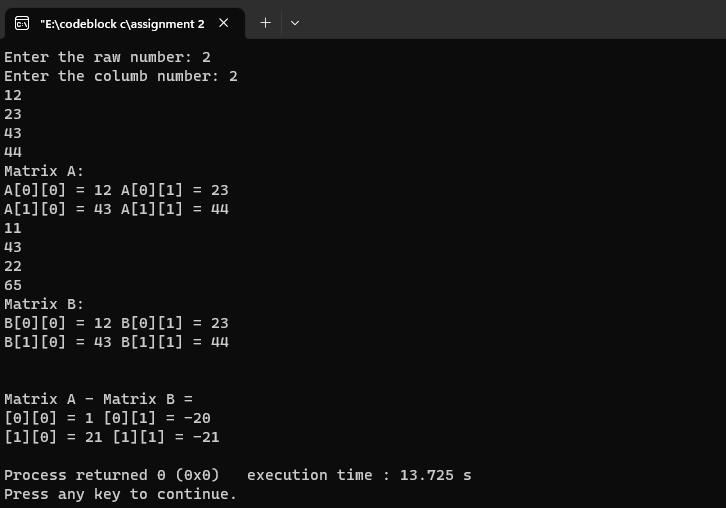 "E:\codeblock c\assignment 2
Enter the raw number: 2
Enter the columb number: 2
12
23
43
44
Matrix A:
A[0][0] = 12 A[0][1] = 23
A[1][0] = 43 A[1][1] = 44
11
43
22
65
Matrix B:
B[0][0] = 12 B[0][1] = 23
B[1][0] = 43 B[1][1] = 44
Matrix A - Matrix B =
[0][0] = 1 [0][1] = -20
[1][0] = 21 [1][1] = -21
Process returned 0 (0x0)   execution time : 13.725 s
Press any key to continue.